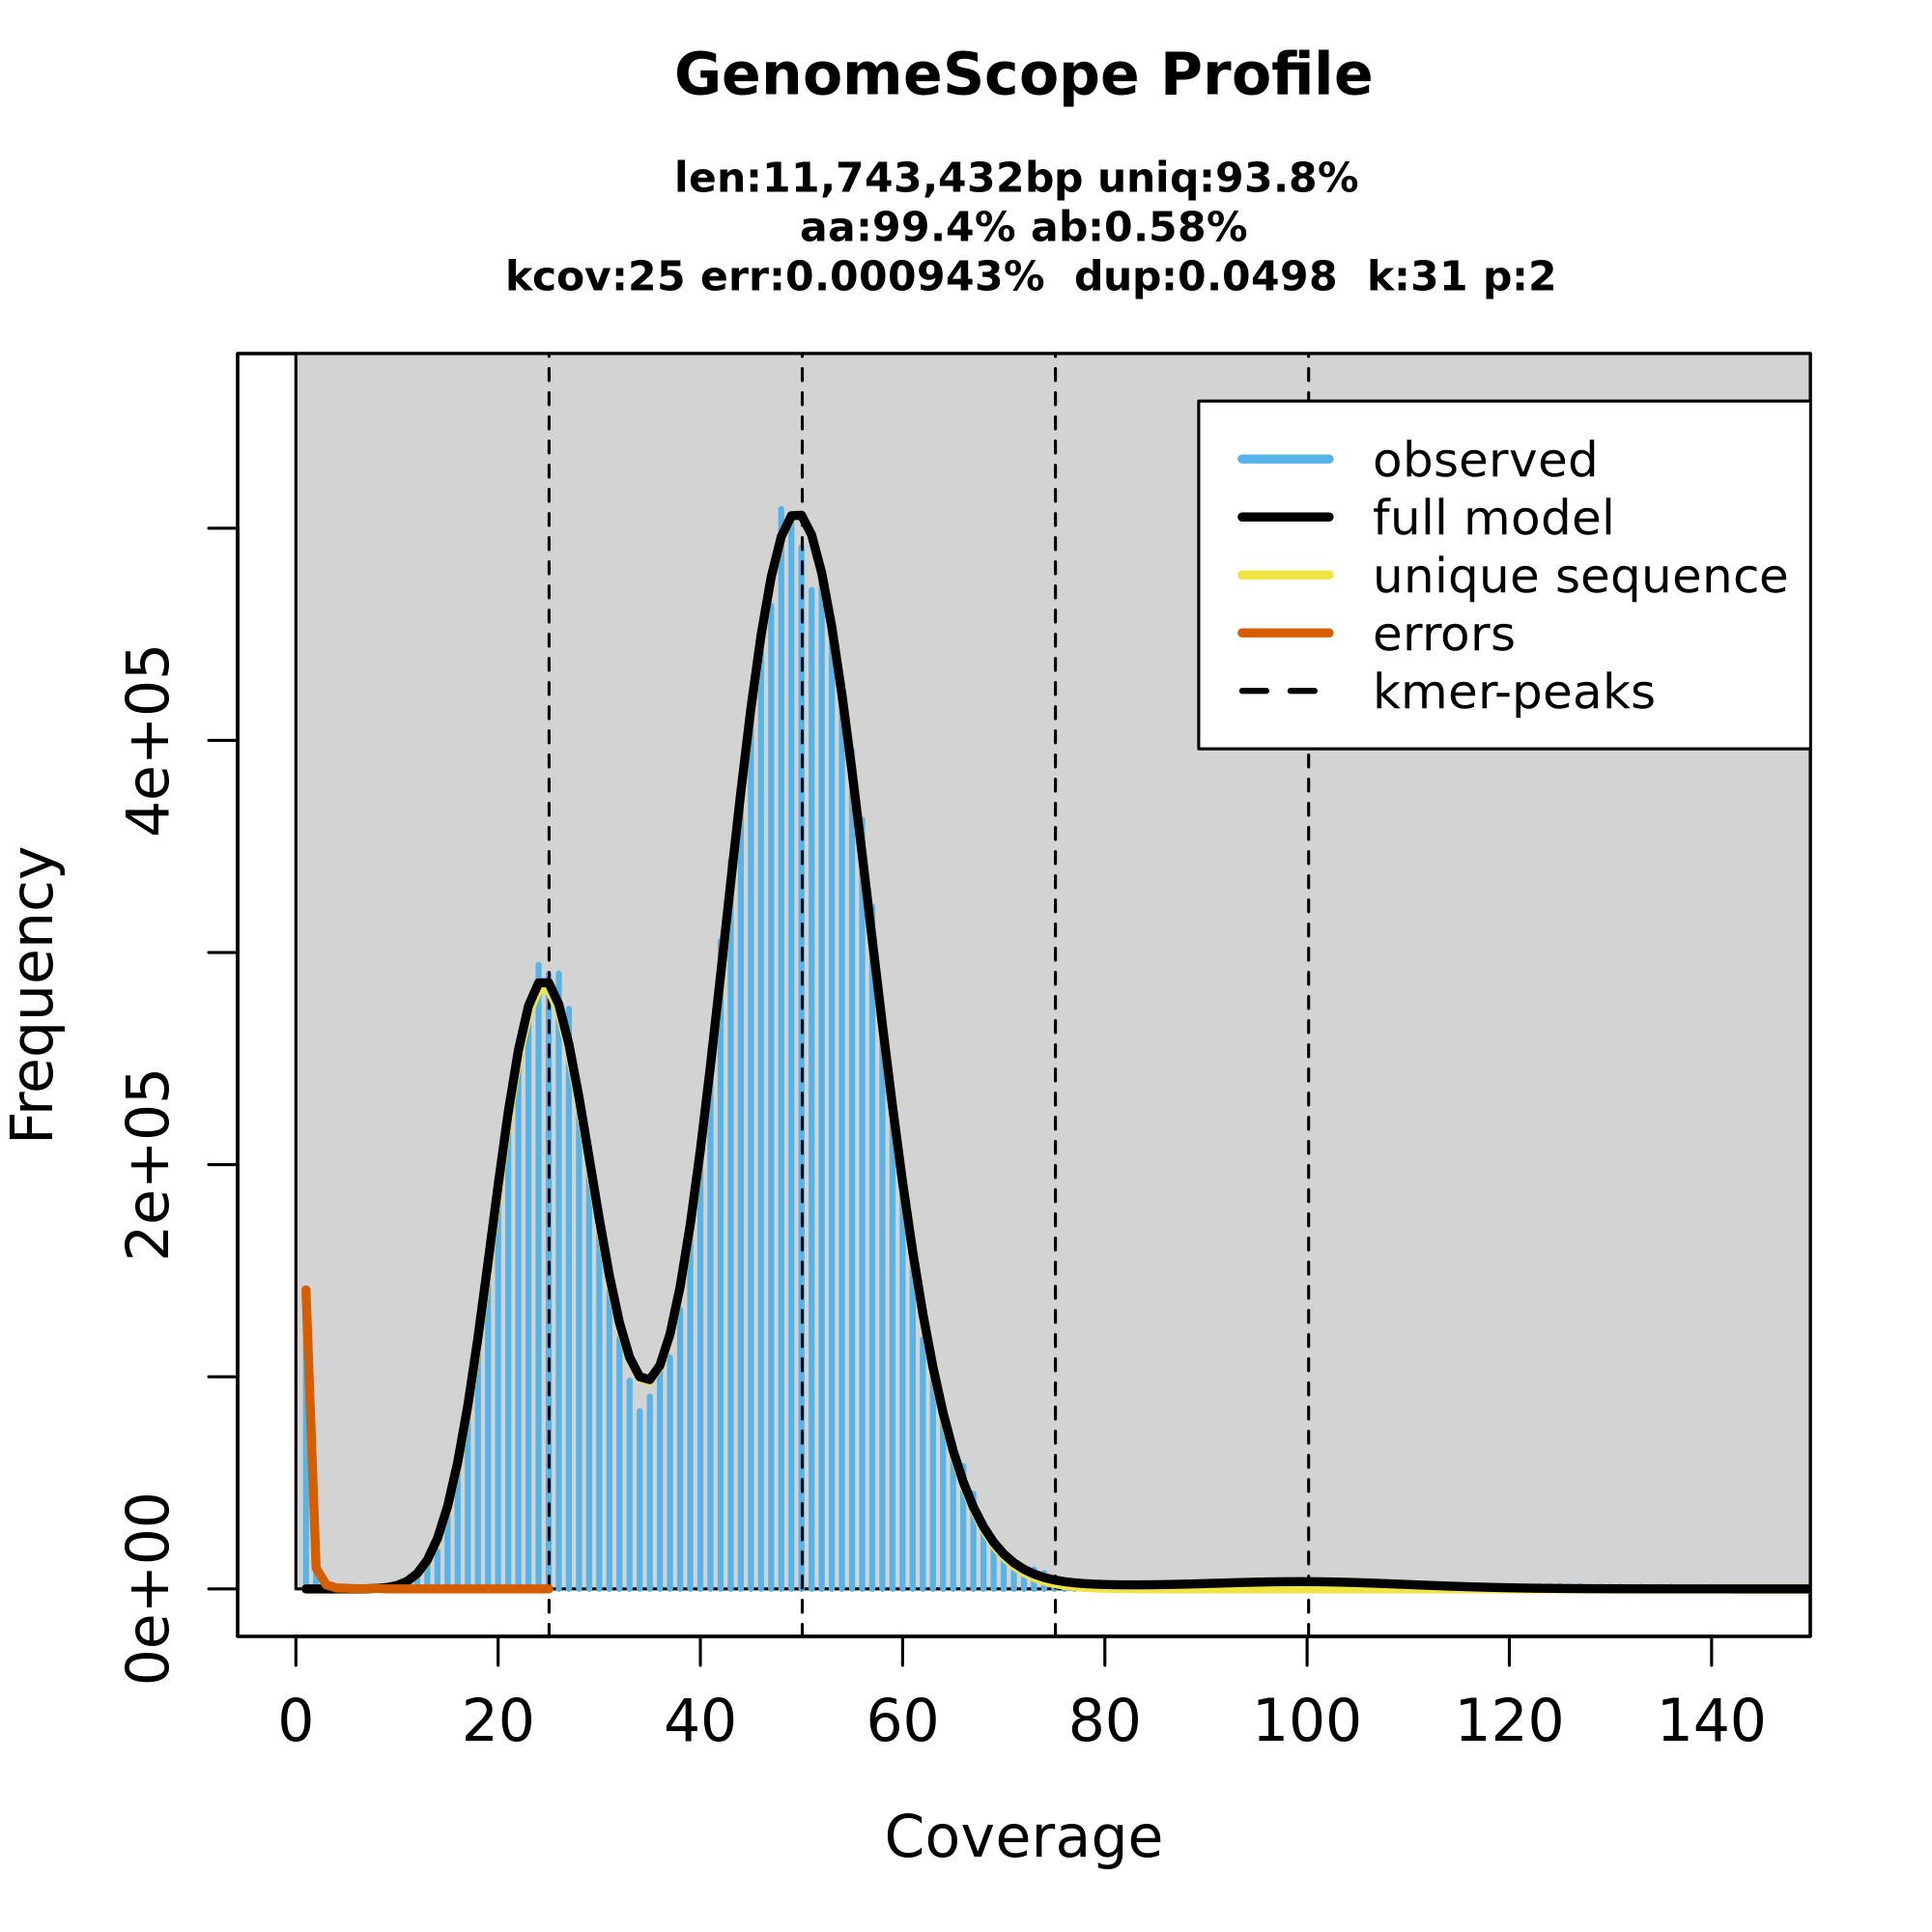 GenomeScope Profile
len:11,743,432bp uniq:93.8%
aa:99.4% ab:0.58%
kcov:25 err:0.000943% dup:0.0498 k:31 p:2
observed
full model
unique sequence
errors
kmer-peaks
Frequency
4e+05
2e+05
0e+00
0 20 40 60 80 100 120 140
Coverage